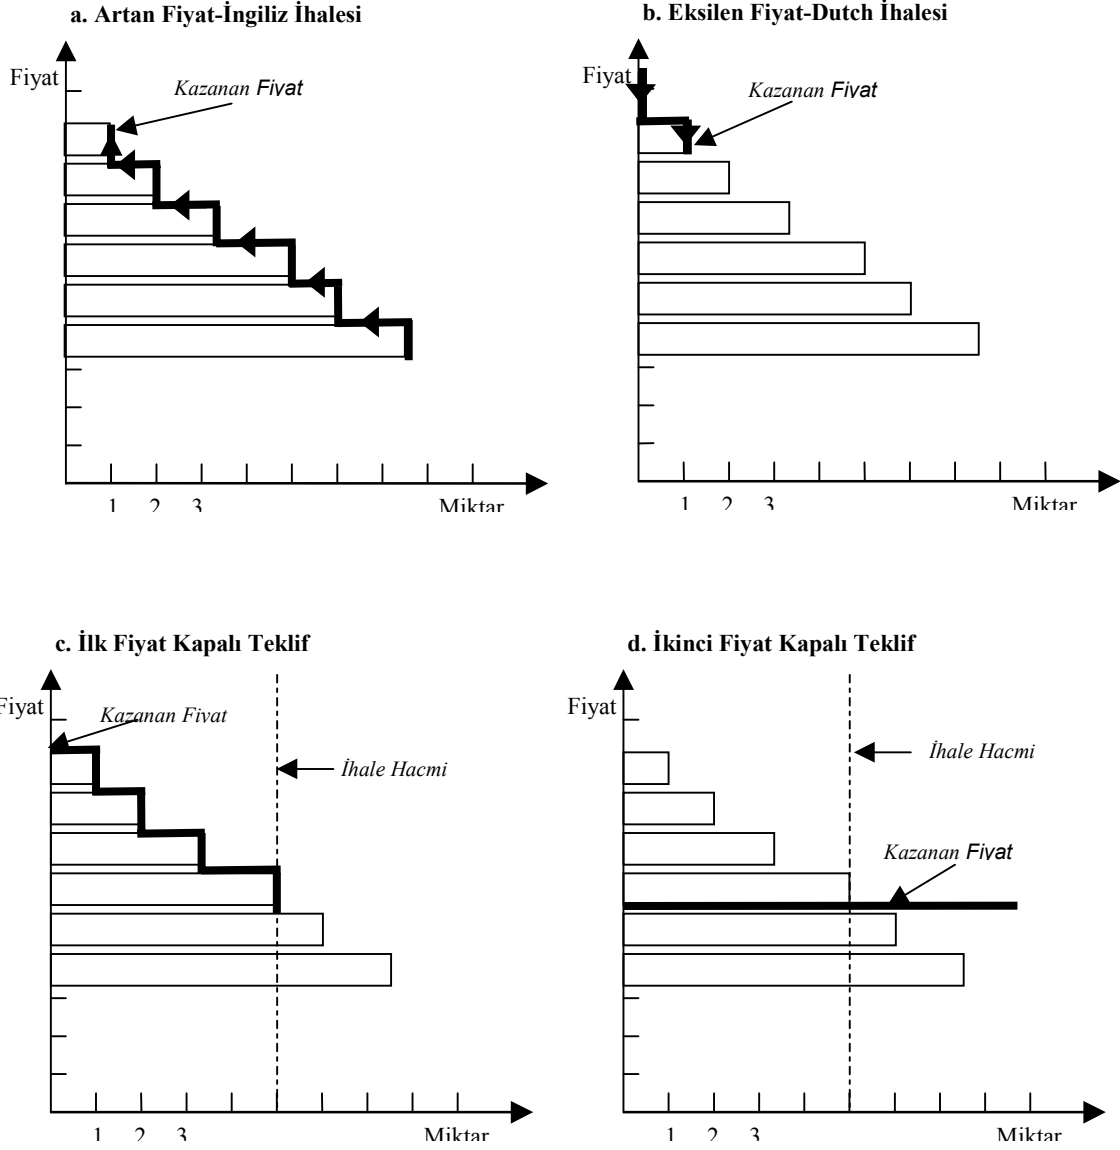 a. Artan Fiyat-İngiliz İhalesi
Fiyat
Kazanan Fiyat
1 2 3
Miktar
b. Eksilen Fiyat-Dutch İhalesi
Fiyat
Kazanan Fiyat
1 2 3
Miktar
c. İlk Fiyat Kapalı Teklif
Fiyat
Kazanan Fiyat
İhale Hacmi
1 2 3
Miktar
d. İkinci Fiyat Kapalı Teklif
Fiyat
İhale Hacmi
Kazanan Fiyat
1 2 3
Miktar